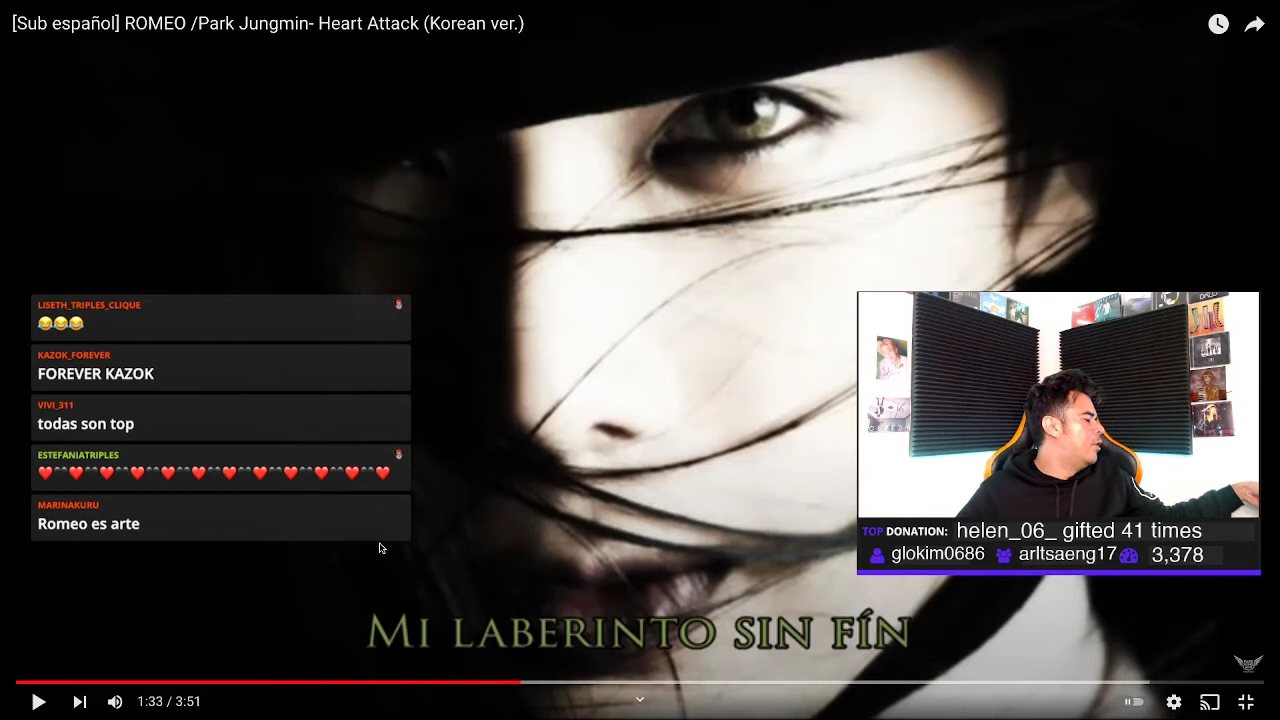 [Sub español] ROMEO /Park Jungmin- Heart Attack (Korean ver.)
LISETH_TRIPLES_CLIQUE
😂😂😂
KAZOK_FOREVER
FOREVER KAZOK
VIVI_311
todas son top
ESTEFANIATRIPLES
MARINAKURU
Romeo es arte
TOP DONATION: helen_06_ gifted 41 times
glokim0686 arltsaeng17 3,378
Mi laberinto sin fín
1:33 / 3:51